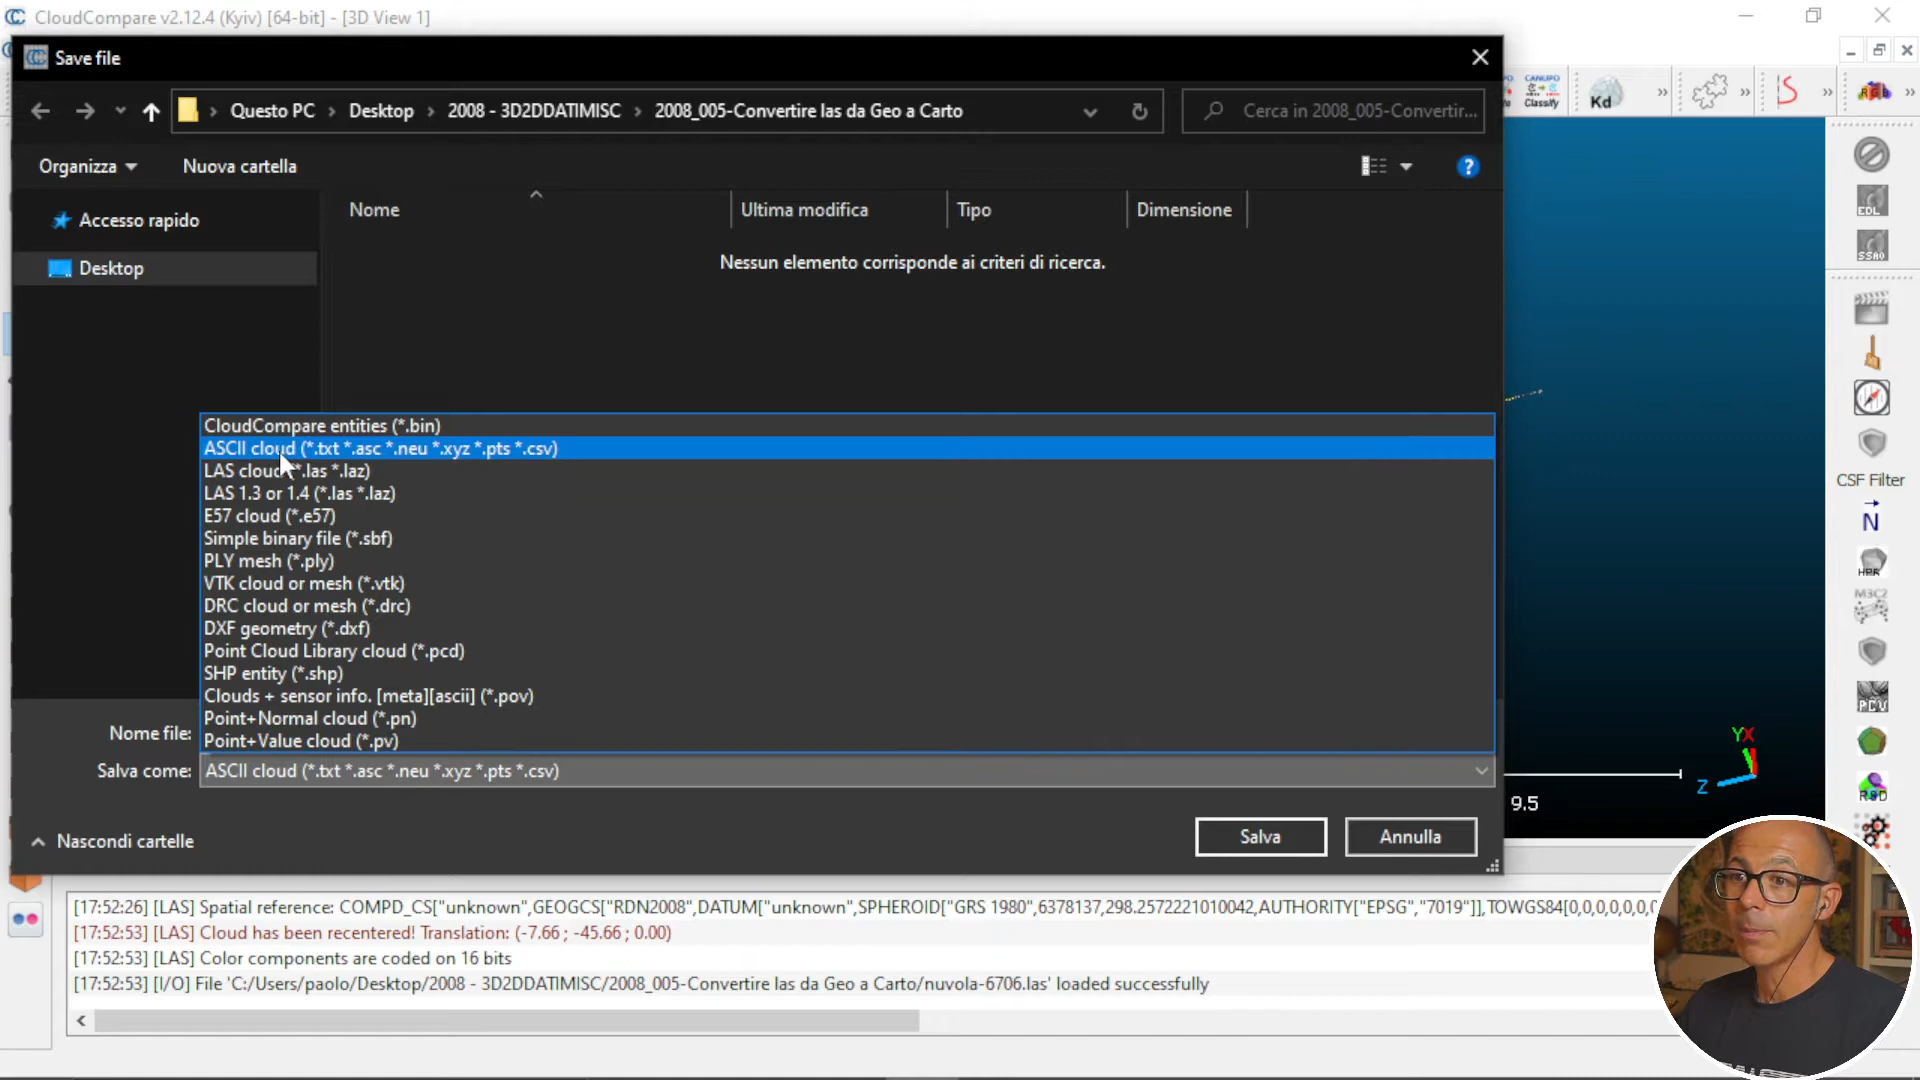 CloudCompare v2.12.4 (Kyiv) [64-bit] - [3D View 1]
Save file
Questo PC > Desktop > 2008 - 3D2DDATIMISC > 2008_005-Convertire las da Geo a Carto
Cerca in 2008_005-Convertir...
CANUPO
Classify
Kd
Organizza
Nuova cartella
Accesso rapido
Desktop
Nome
Ultima modifica
Tipo
Dimensione
Nessun elemento corrisponde ai criteri di ricerca.
CloudCompare entities (*.bin)
ASCII cloud (*.txt *.asc *.neu *.xyz *.pts *.csv)
LAS cloud (*.las *.laz)
LAS 1.3 or 1.4 (*.las *.laz)
E57 cloud (*.e57)
Simple binary file (*.sbf)
PLY mesh (*.ply)
VTK cloud or mesh (*.vtk)
DRC cloud or mesh (*.drc)
DXF geometry (*.dxf)
Point Cloud Library cloud (*.pcd)
SHP entity (*.shp)
Clouds + sensor info. [meta][ascii] (*.pov)
Point+Normal cloud (*.pn)
Point+Value cloud (*.pv)
Nome file:
Salva come: ASCII cloud (*.txt *.asc *.neu *.xyz *.pts *.csv)
Nascondi cartelle
Salva
Annulla
EDL
SSAO
CSF Filter
N
HPR
M3C2
PCV
RSD
YX
Z
9.5
[17:52:26] [LAS] Spatial reference: COMPD_CS["unknown",GEOGCS["RDN2008",DATUM["unknown",SPHEROID["GRS 1980",6378137,298.2572221010042,AUTHORITY["EPSG","7019"]],TOWGS84[0,0,0,0,0,0
[17:52:53] [LAS] Cloud has been recentered! Translation: (-7.66 ; -45.66 ; 0.00)
[17:52:53] [LAS] Color components are coded on 16 bits
[17:52:53] [I/O] File 'C:/Users/paolo/Desktop/2008 - 3D2DDATIMISC/2008_005-Convertire las da Geo a Carto/nuvola-6706.las' loaded successfully